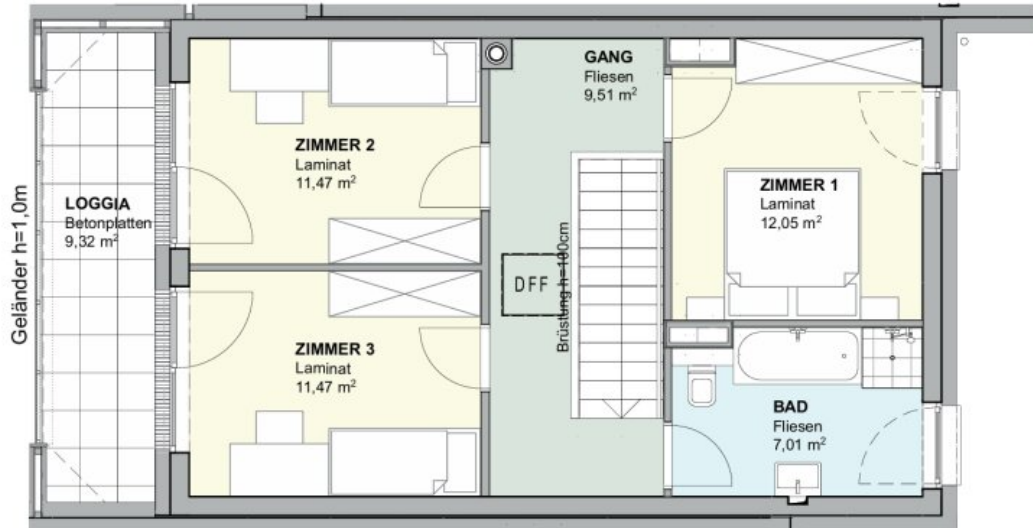 GANG
Fliesen
9,51 m²
ZIMMER 2
Laminat
11,47 m²
ZIMMER 1
Laminat
12,05 m²
LOGGIA
Betonplatten
9,32 m²
Geländer h=1,0m
DFF
Brüstung h=100cm
ZIMMER 3
Laminat
11,47 m²
BAD
Fliesen
7,01 m²